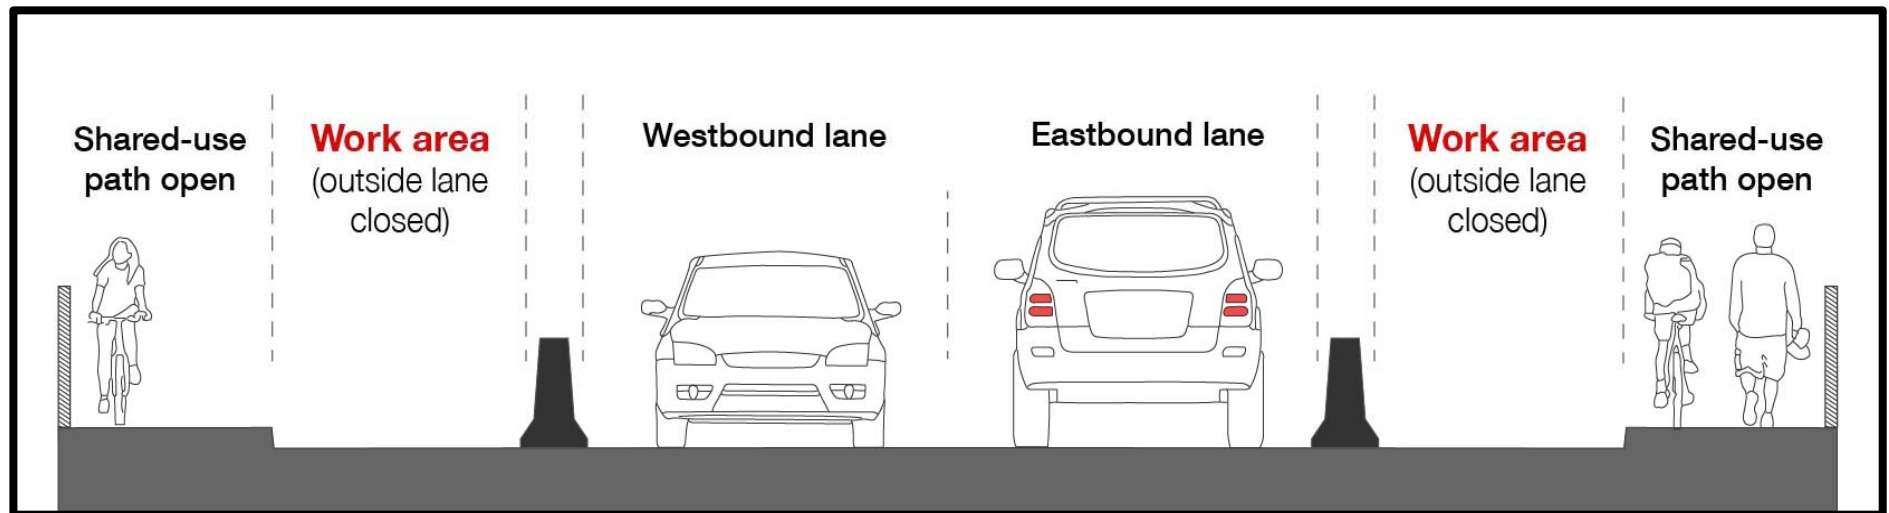 Shared-use
path open
Work area
(outside lane
closed)
Westbound lane
Eastbound lane
Work area
(outside lane
closed)
Shared-use
path open